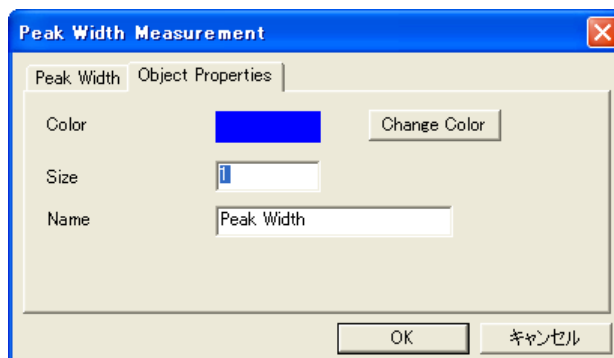 Peak Width Measurement
Peak Width Object Properties
Color Change Color
Size 1
Name Peak Width
OK キャンセル